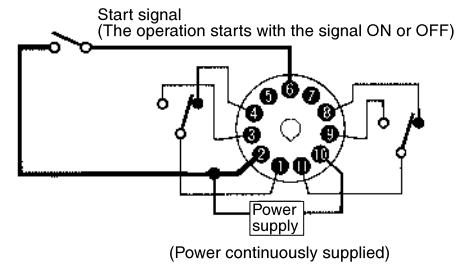 Start signal
(The operation starts with the signal ON or OFF)
6
5
7
4
8
3
9
2
10
1
11
Power
supply
(Power continuously supplied)